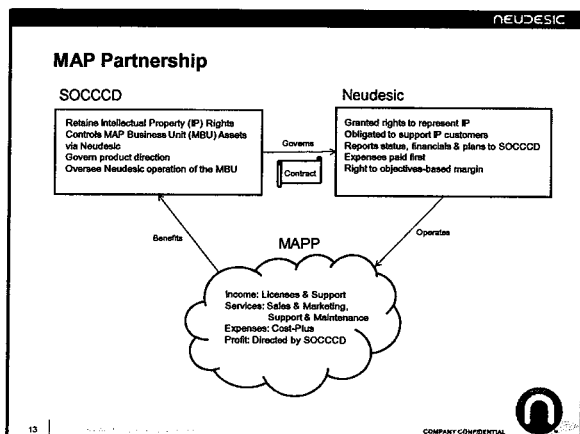 NEUDESIC
MAP Partnership
SOCCCD
Retains Intellectual Property (IP) Rights
Controls MAP Business Unit (MBU) Assets
via Neudesic
Govern product direction
Oversee Neudesic operation of the MBU
Governs
Contract
Neudesic
Granted rights to represent IP
Obligated to support IP customers
Reports status, financials & plans to SOCCCD
Expenses paid first
Right to objectives-based margin
Benefits
Operates
MAPP
Income: Licenses & Support
Services: Sales & Marketing,
Support & Maintenance
Expenses: Cost-Plus
Profit: Directed by SOCCCD
13
COMPANY CONFIDENTIAL